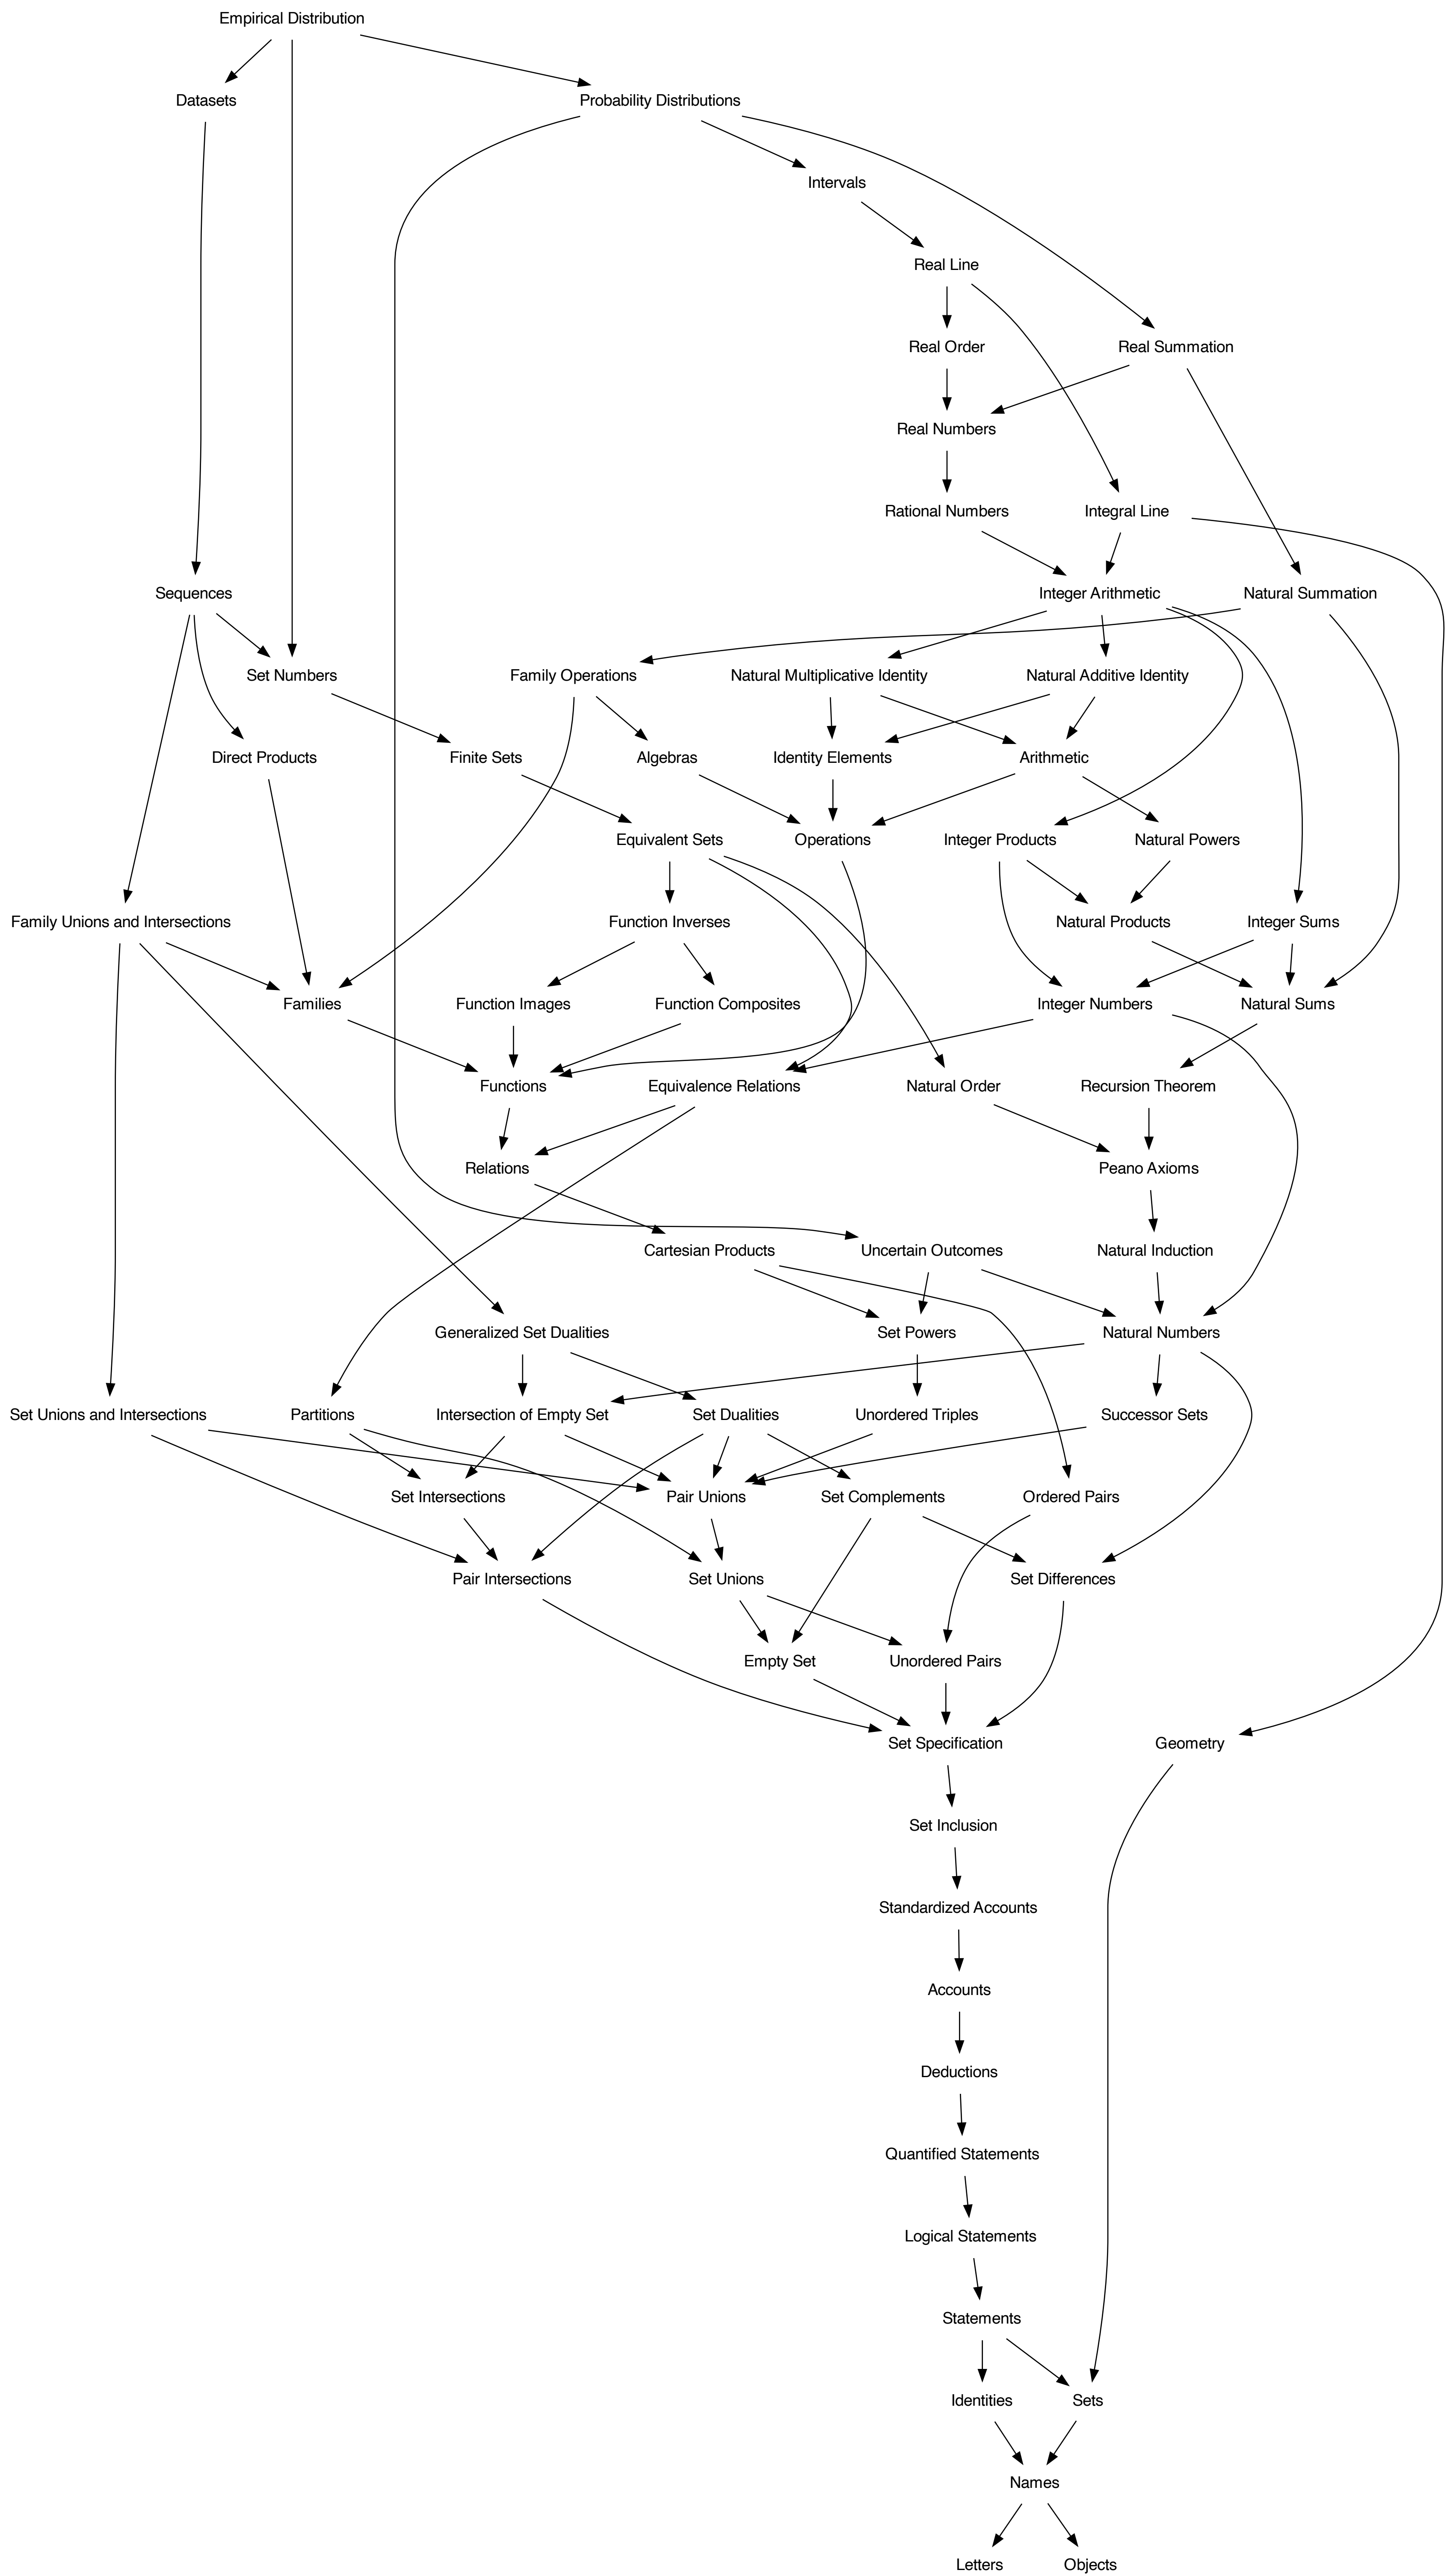 Empirical Distribution
Datasets
Probability Distributions
Intervals
Real Line
Real Order
Real Summation
Real Numbers
Rational Numbers
Integral Line
Sequences
Integer Arithmetic
Natural Summation
Set Numbers
Family Operations
Natural Multiplicative Identity
Natural Additive Identity
Direct Products
Finite Sets
Algebras
Identity Elements
Arithmetic
Equivalent Sets
Operations
Integer Products
Natural Powers
Family Unions and Intersections
Function Inverses
Natural Products
Integer Sums
Families
Function Images
Function Composites
Integer Numbers
Natural Sums
Functions
Equivalence Relations
Natural Order
Recursion Theorem
Relations
Peano Axioms
Cartesian Products
Uncertain Outcomes
Natural Induction
Generalized Set Dualities
Set Powers
Natural Numbers
Set Unions and Intersections
Partitions
Intersection of Empty Set
Set Dualities
Unordered Triples
Successor Sets
Set Intersections
Pair Unions
Set Complements
Ordered Pairs
Pair Intersections
Set Unions
Set Differences
Empty Set
Unordered Pairs
Set Specification
Geometry
Set Inclusion
Standardized Accounts
Accounts
Deductions
Quantified Statements
Logical Statements
Statements
Identities
Sets
Names
Letters
Objects